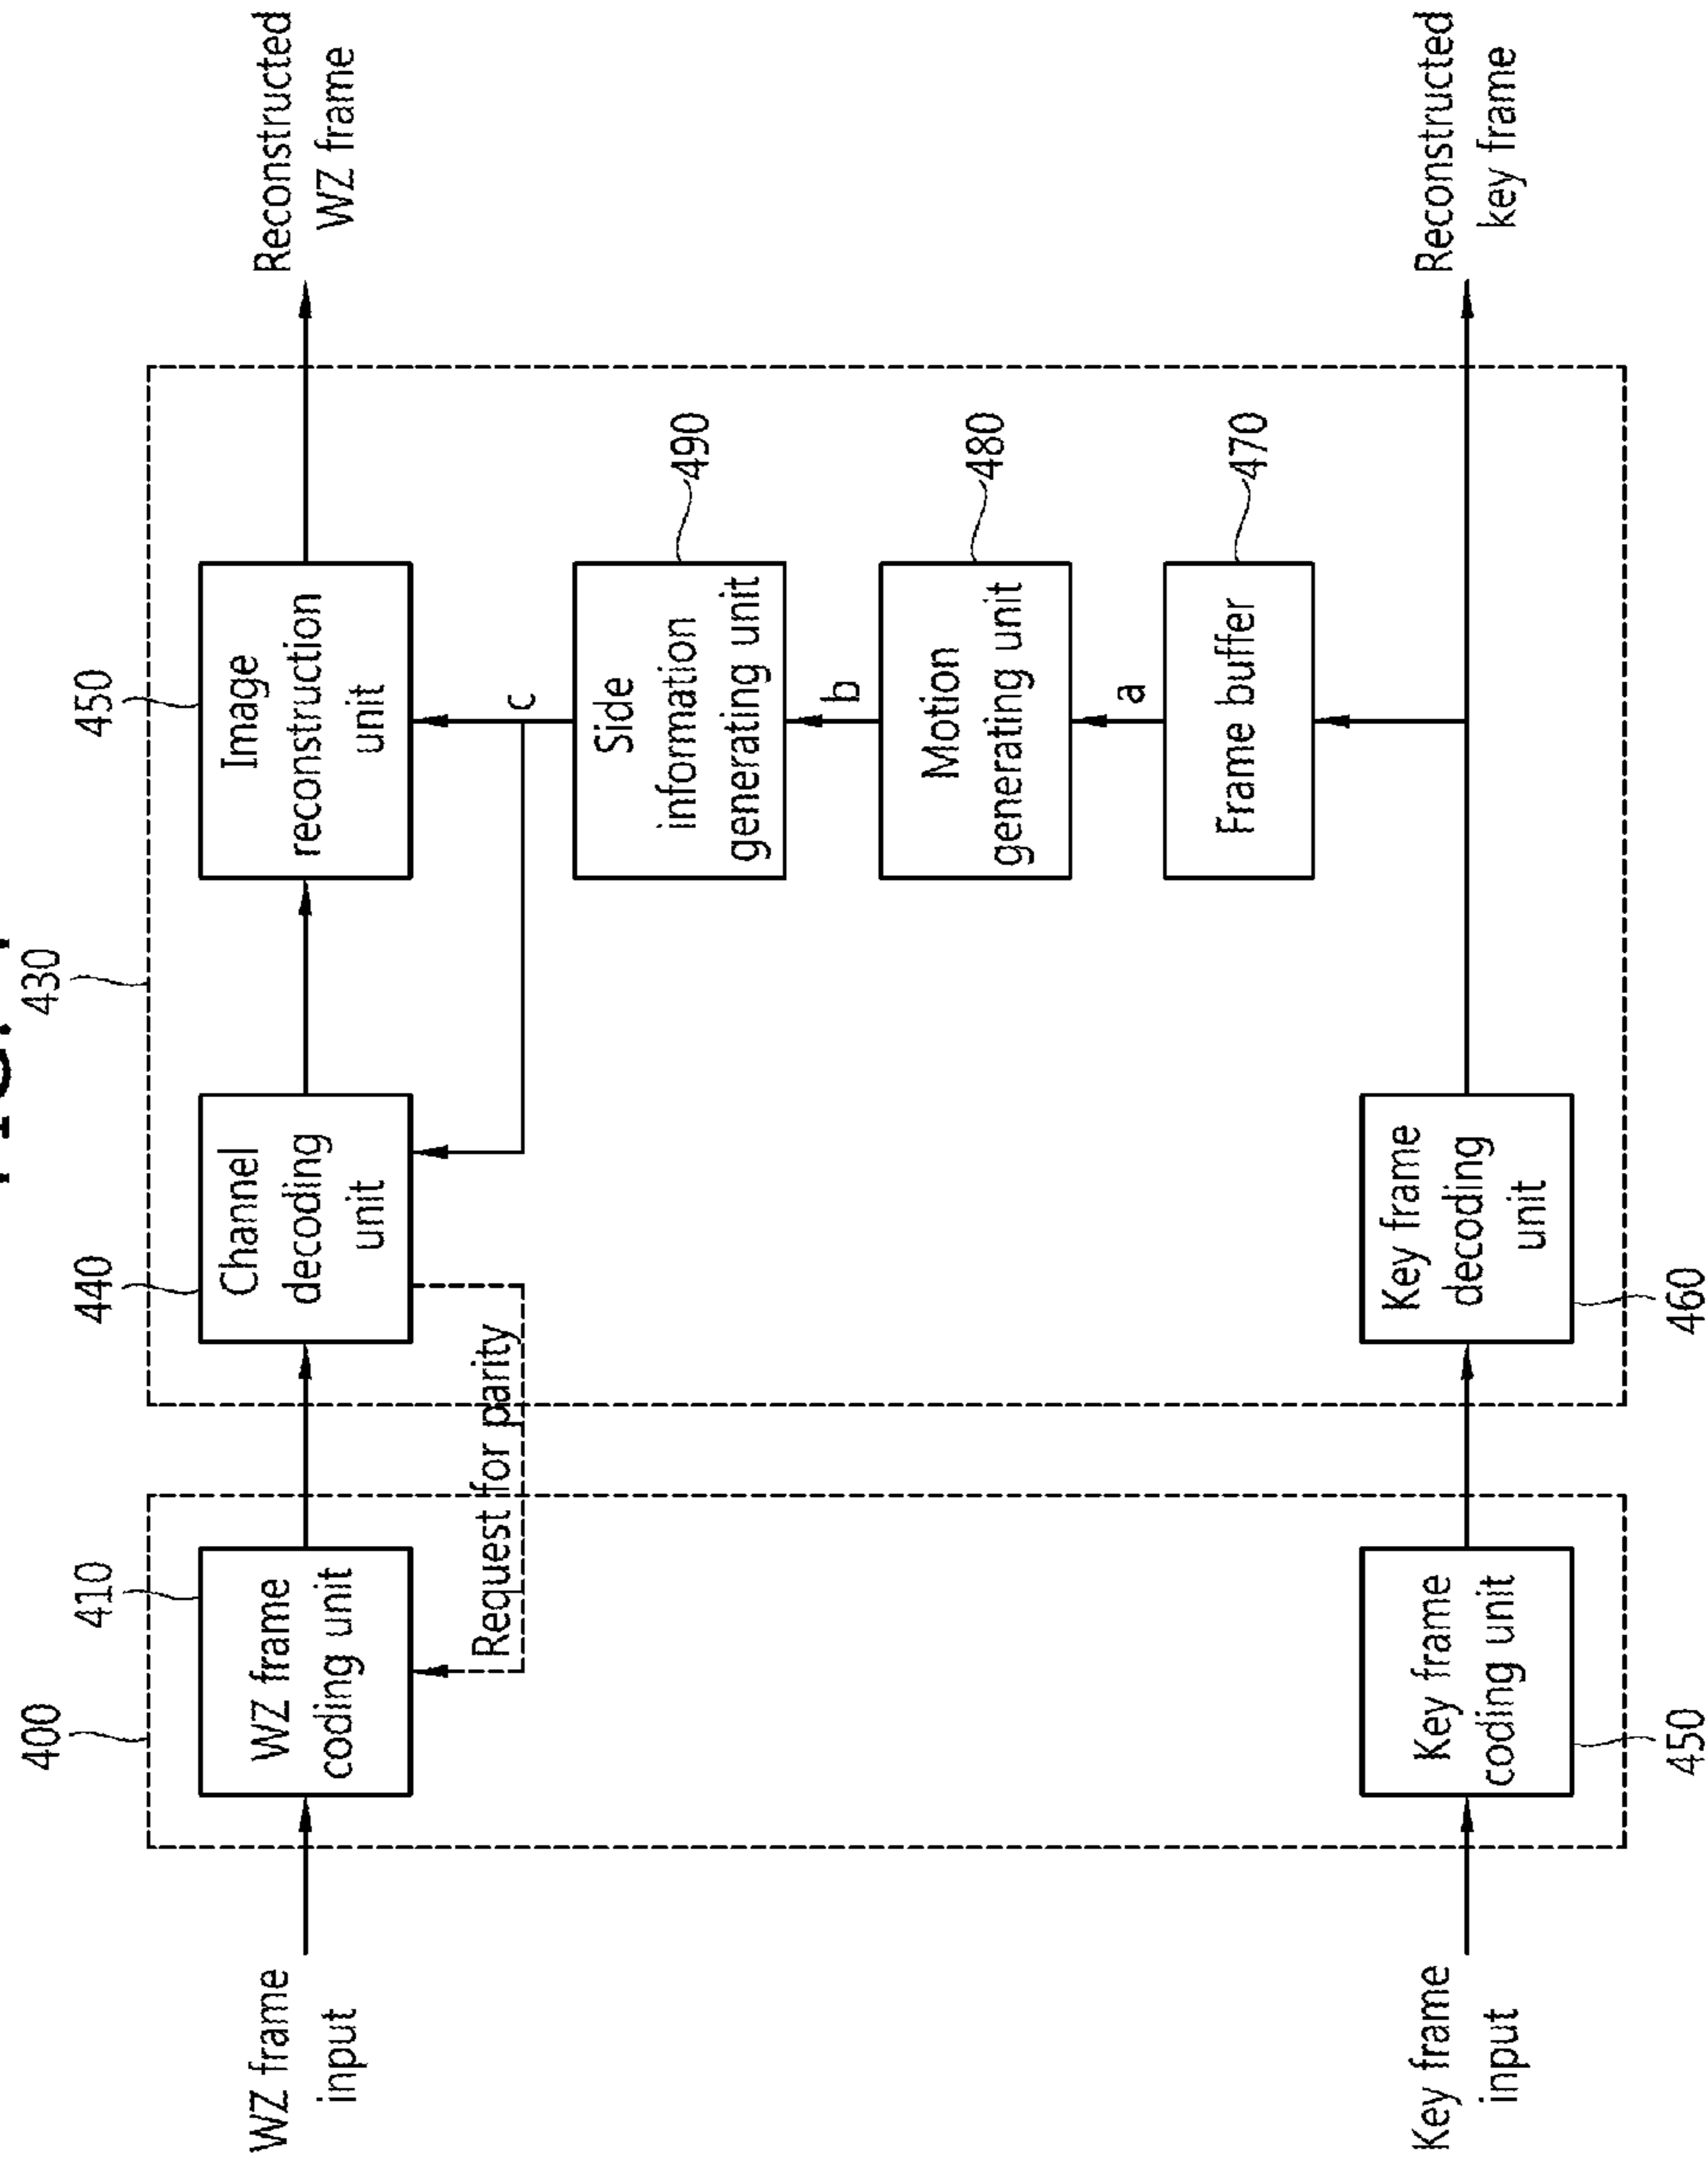 430
400
410
440
450
WZ frame
input
WZ frame
coding unit
Channel
decoding
unit
Image
reconstruction
unit
Reconstructed
WZ frame
Request for parity
c
Side
information
generating unit
490
b
Motion
generating unit
480
a
Frame buffer
470
Key frame
input
Key frame
coding unit
Key frame
decoding
unit
Reconstructed
key frame
450
460